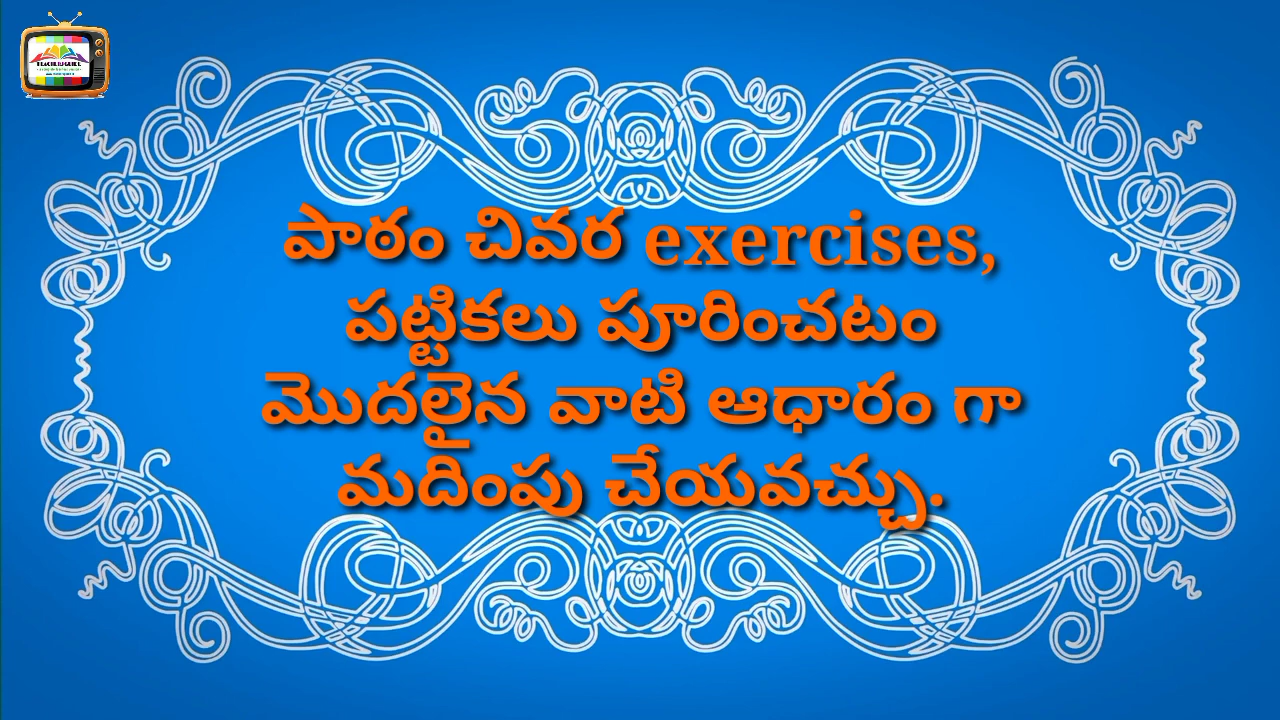 పాఠం చివర exercises,
పట్టికలు పూరించటం
మొదలైన వాటి ఆధారం గా
మదింపు చేయవచ్చు.